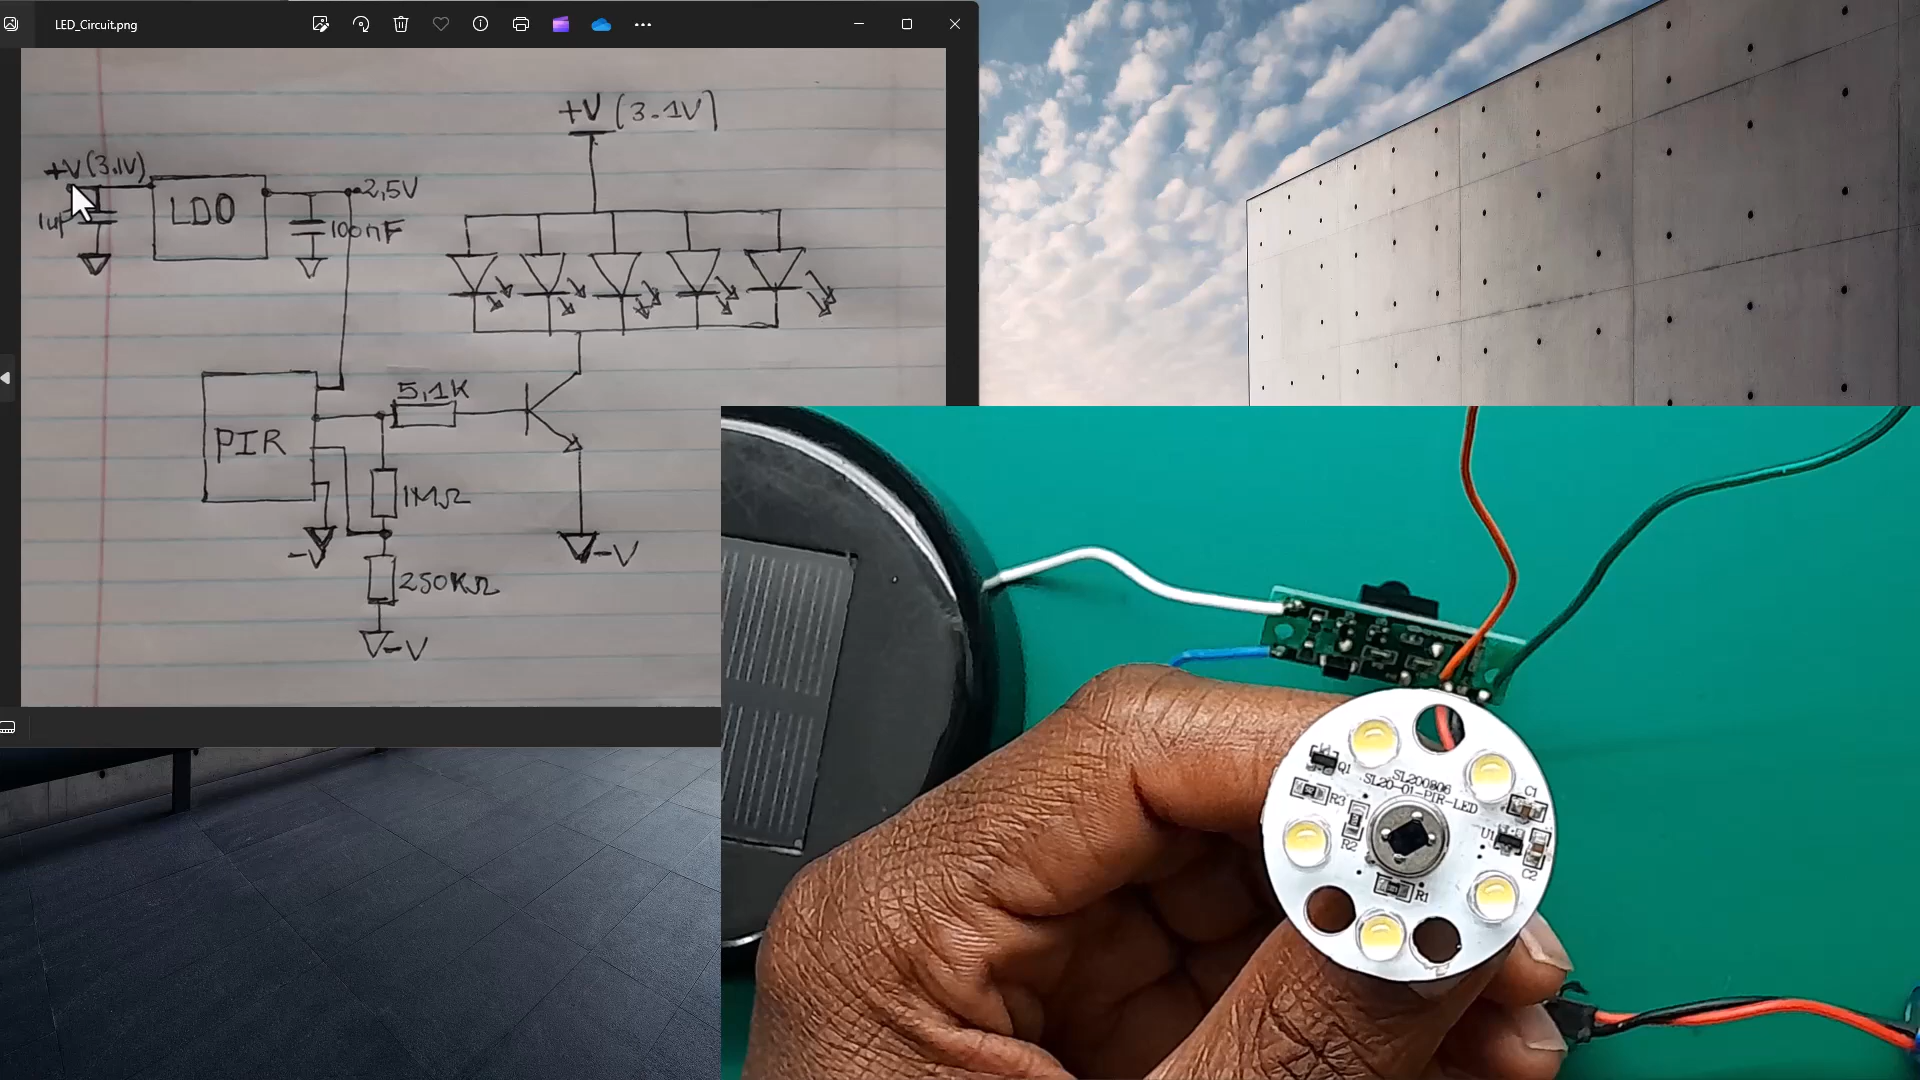 LED_Circuit.png
+V (3.1V)
+V(3.1V)
LDO
2,5V
1uF
100nF
PIR
5,1K
1MΩ
-V
-V
250KΩ
-V
Q1
R3
R2
SL200806
SL20-01-PIR-LED
C1
U1
C2
R1